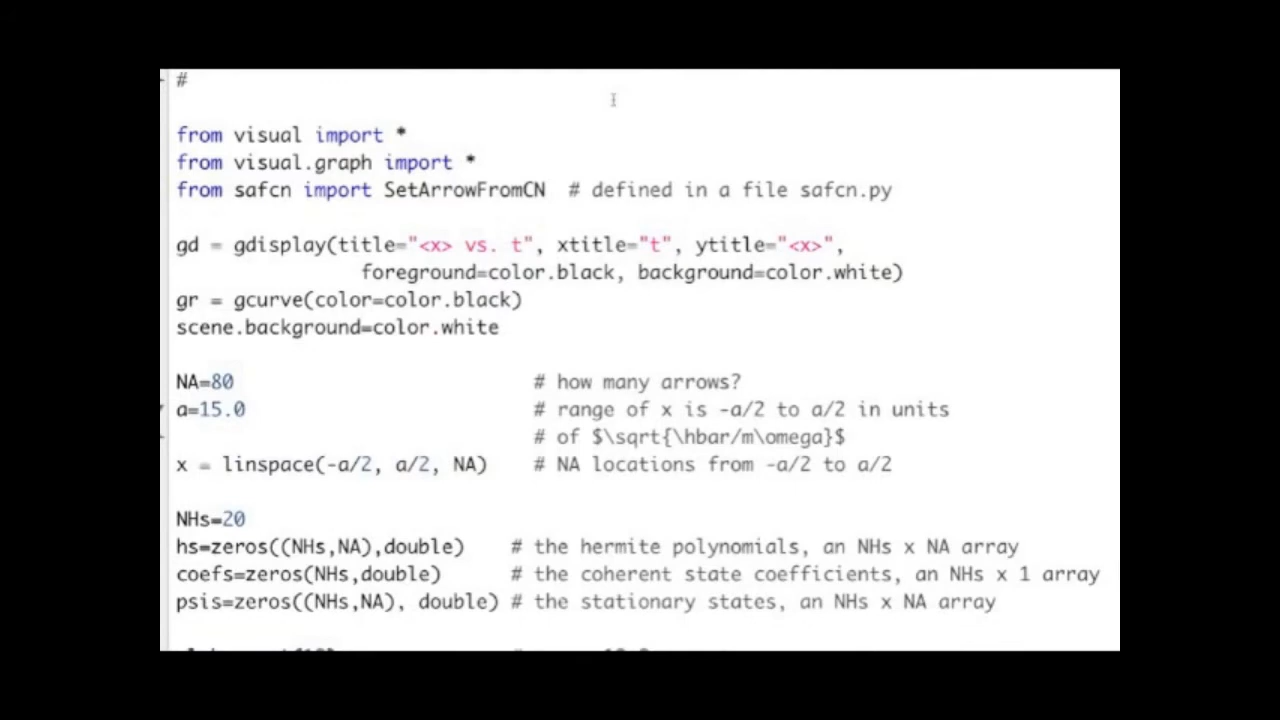 #
from visual import *
from visual.graph import *
from safcn import SetArrowFromCN  # defined in a file safcn.py
gd = gdisplay(title="<x> vs. t", xtitle="t", ytitle="<x>",
foreground=color.black, background=color.white)
gr = gcurve(color=color.black)
scene.background=color.white
NA=80 # how many arrows?
a=15.0 # range of x is -a/2 to a/2 in units
# of $\sqrt{\hbar/m\omega}$
x = linspace(-a/2, a/2, NA) # NA locations from -a/2 to a/2
NHs=20
hs=zeros((NHs,NA),double) # the hermite polynomials, an NHs x NA array
coefs=zeros(NHs,double) # the coherent state coefficients, an NHs x 1 array
psis=zeros((NHs,NA), double) # the stationary states, an NHs x NA array